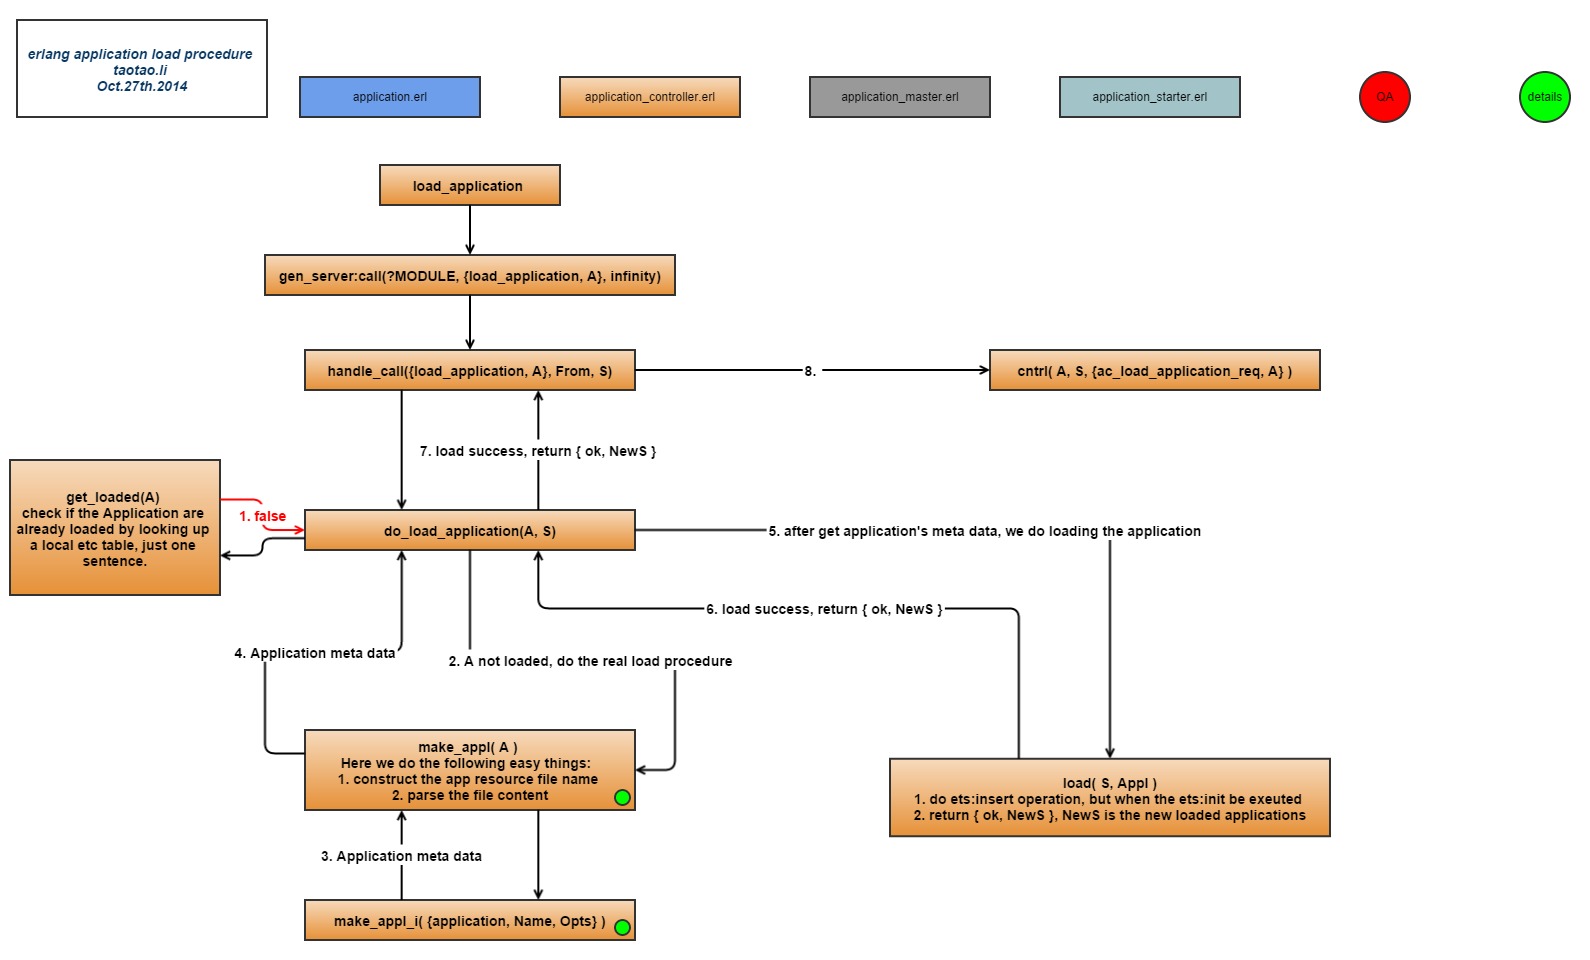 erlang application load procedure
taotao.li
Oct.27th.2014
application.erl
application_controller.erl
application_master.erl
application_starter.erl
QA
details
load_application
gen_server:call(?MODULE, {load_application, A}, infinity)
handle_call({load_application, A}, From, S)
8.
cntrl( A, S, {ac_load_application_req, A} )
7. load success, return { ok, NewS }
get_loaded(A)
check if the Application are
already loaded by looking up
a local etc table, just one
sentence.
1. false
do_load_application(A, S)
5. after get application's meta data, we do loading the application
6. load success, return { ok, NewS }
4. Application meta data
2. A not loaded, do the real load procedure
make_appl( A )
Here we do the following easy things:
1. construct the app resource file name
2. parse the file content
load( S, Appl )
1. do ets:insert operation, but when the ets:init be exeuted
2. return { ok, NewS }, NewS is the new loaded applications
3. Application meta data
make_appl_i( {application, Name, Opts} )